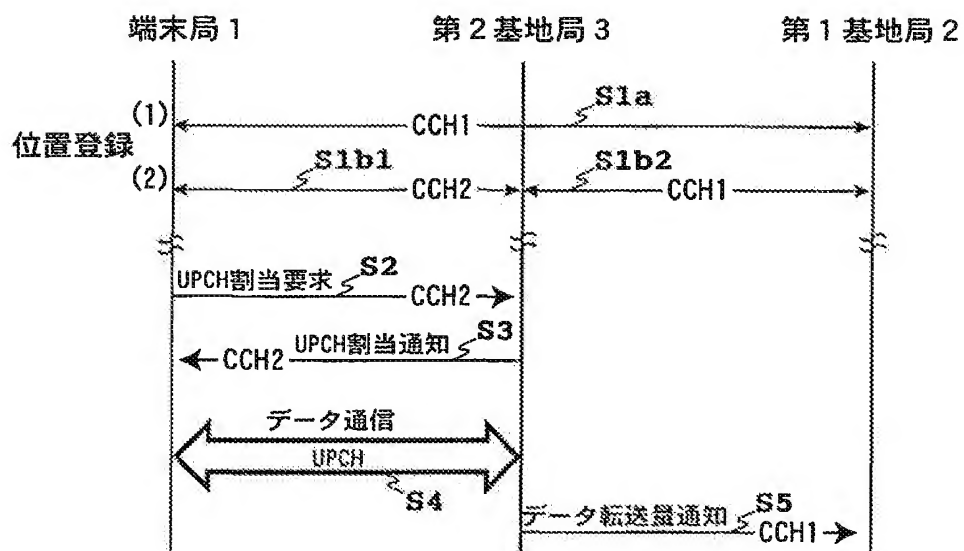 端末局1 第2基地局3 第1基地局2
S1a
(1) CCH1
位置登録
S1b1 S1b2
(2) CCH2 CCH1
UPCH割当要求 S2
CCH2
UPCH割当通知 S3
CCH2
データ通信
UPCH
S4
データ転送量通知 S5
CCH1